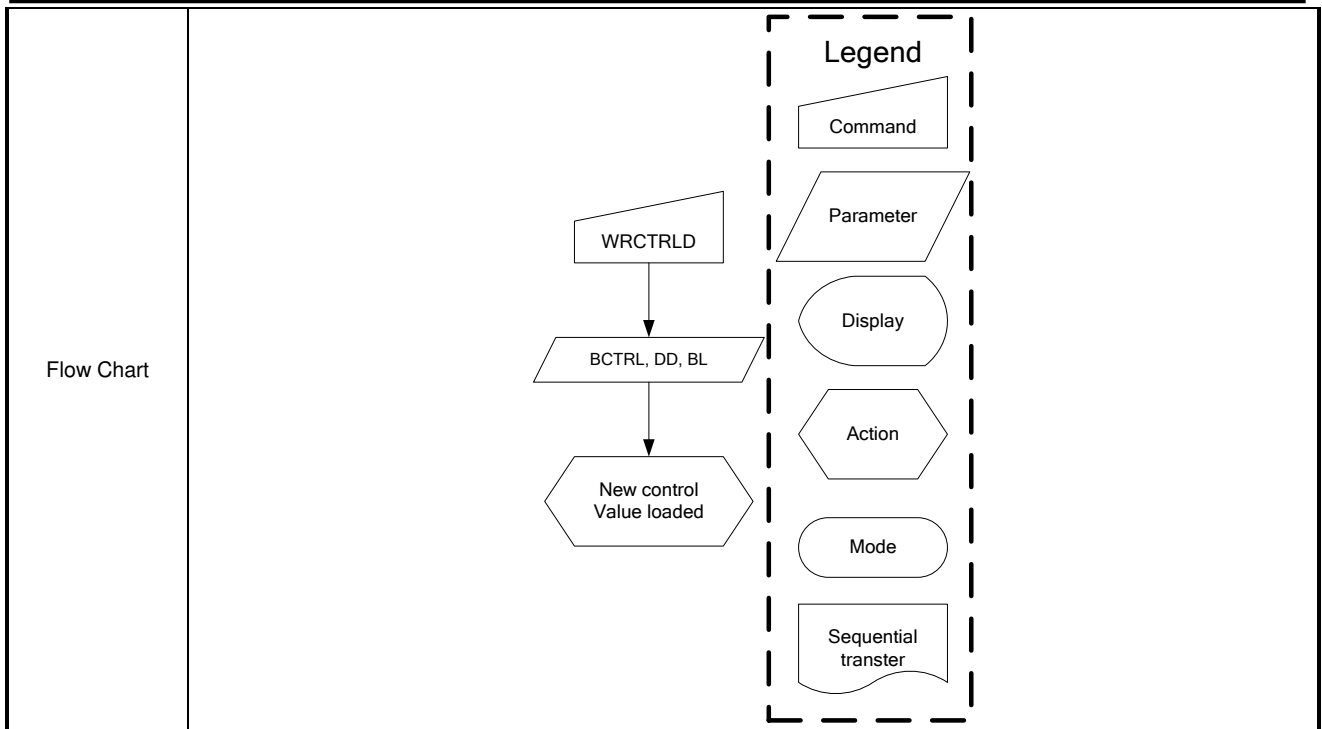 Flow Chart
WRCTRLD
BCTRL, DD, BL
New control
Value loaded
Legend
Command
Parameter
Display
Action
Mode
Sequential
transter